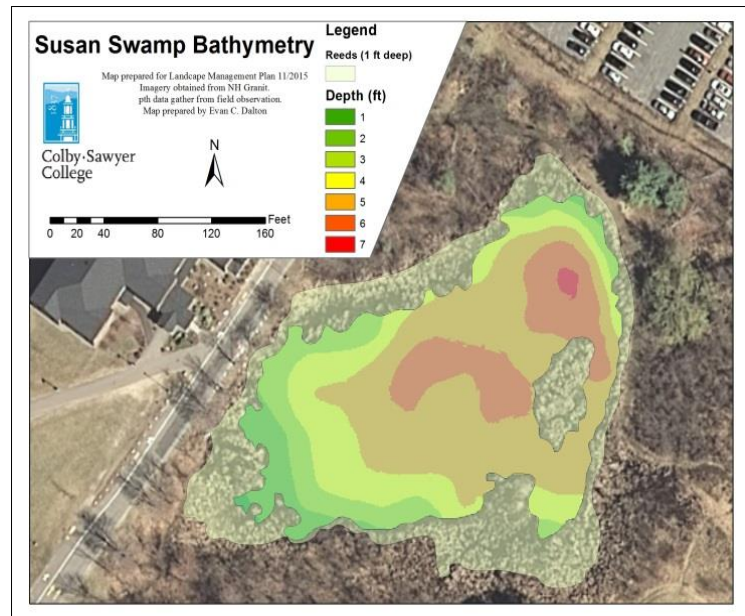 Susan Swamp Bathymetry
Map prepared for Landcape Management Plan 11/2015
Imagery obtained from NH Granit.
pth data gather from field observation.
Map prepared by Evan C. Dalton
1837
Colby·Sawyer
College
N
Feet
0 20 40 80 120 160
Legend
Reeds (1 ft deep)
Depth (ft)
1
2
3
4
5
6
7